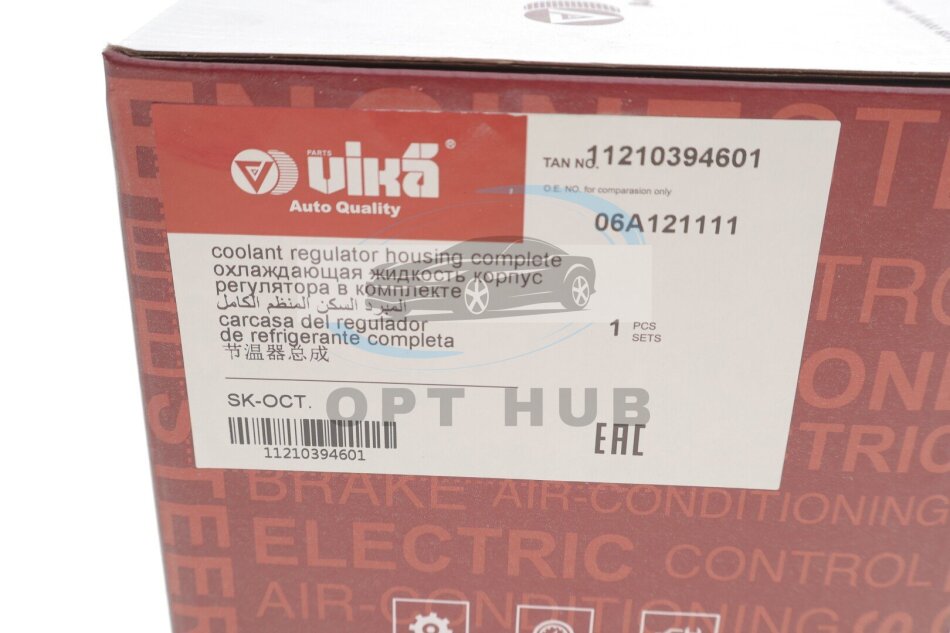 PARTS
vika®
Auto Quality
TAN NO. 11210394601
O.E. NO. for comparasion only
06A121111
coolant regulator housing complete
охлаждающая жидкость корпус
регулятора в комплекте
المبرد السكن المنظم الكامل
carcasa del regulador
de refrigerante completa
节温器总成
1 PCS
SETS
SK-OCT.
OPT HUB
11210394601
EAC
BRAKE AIR-CONDITIONING
ELECTRIC CONTROL
AIR-CONDITIONING